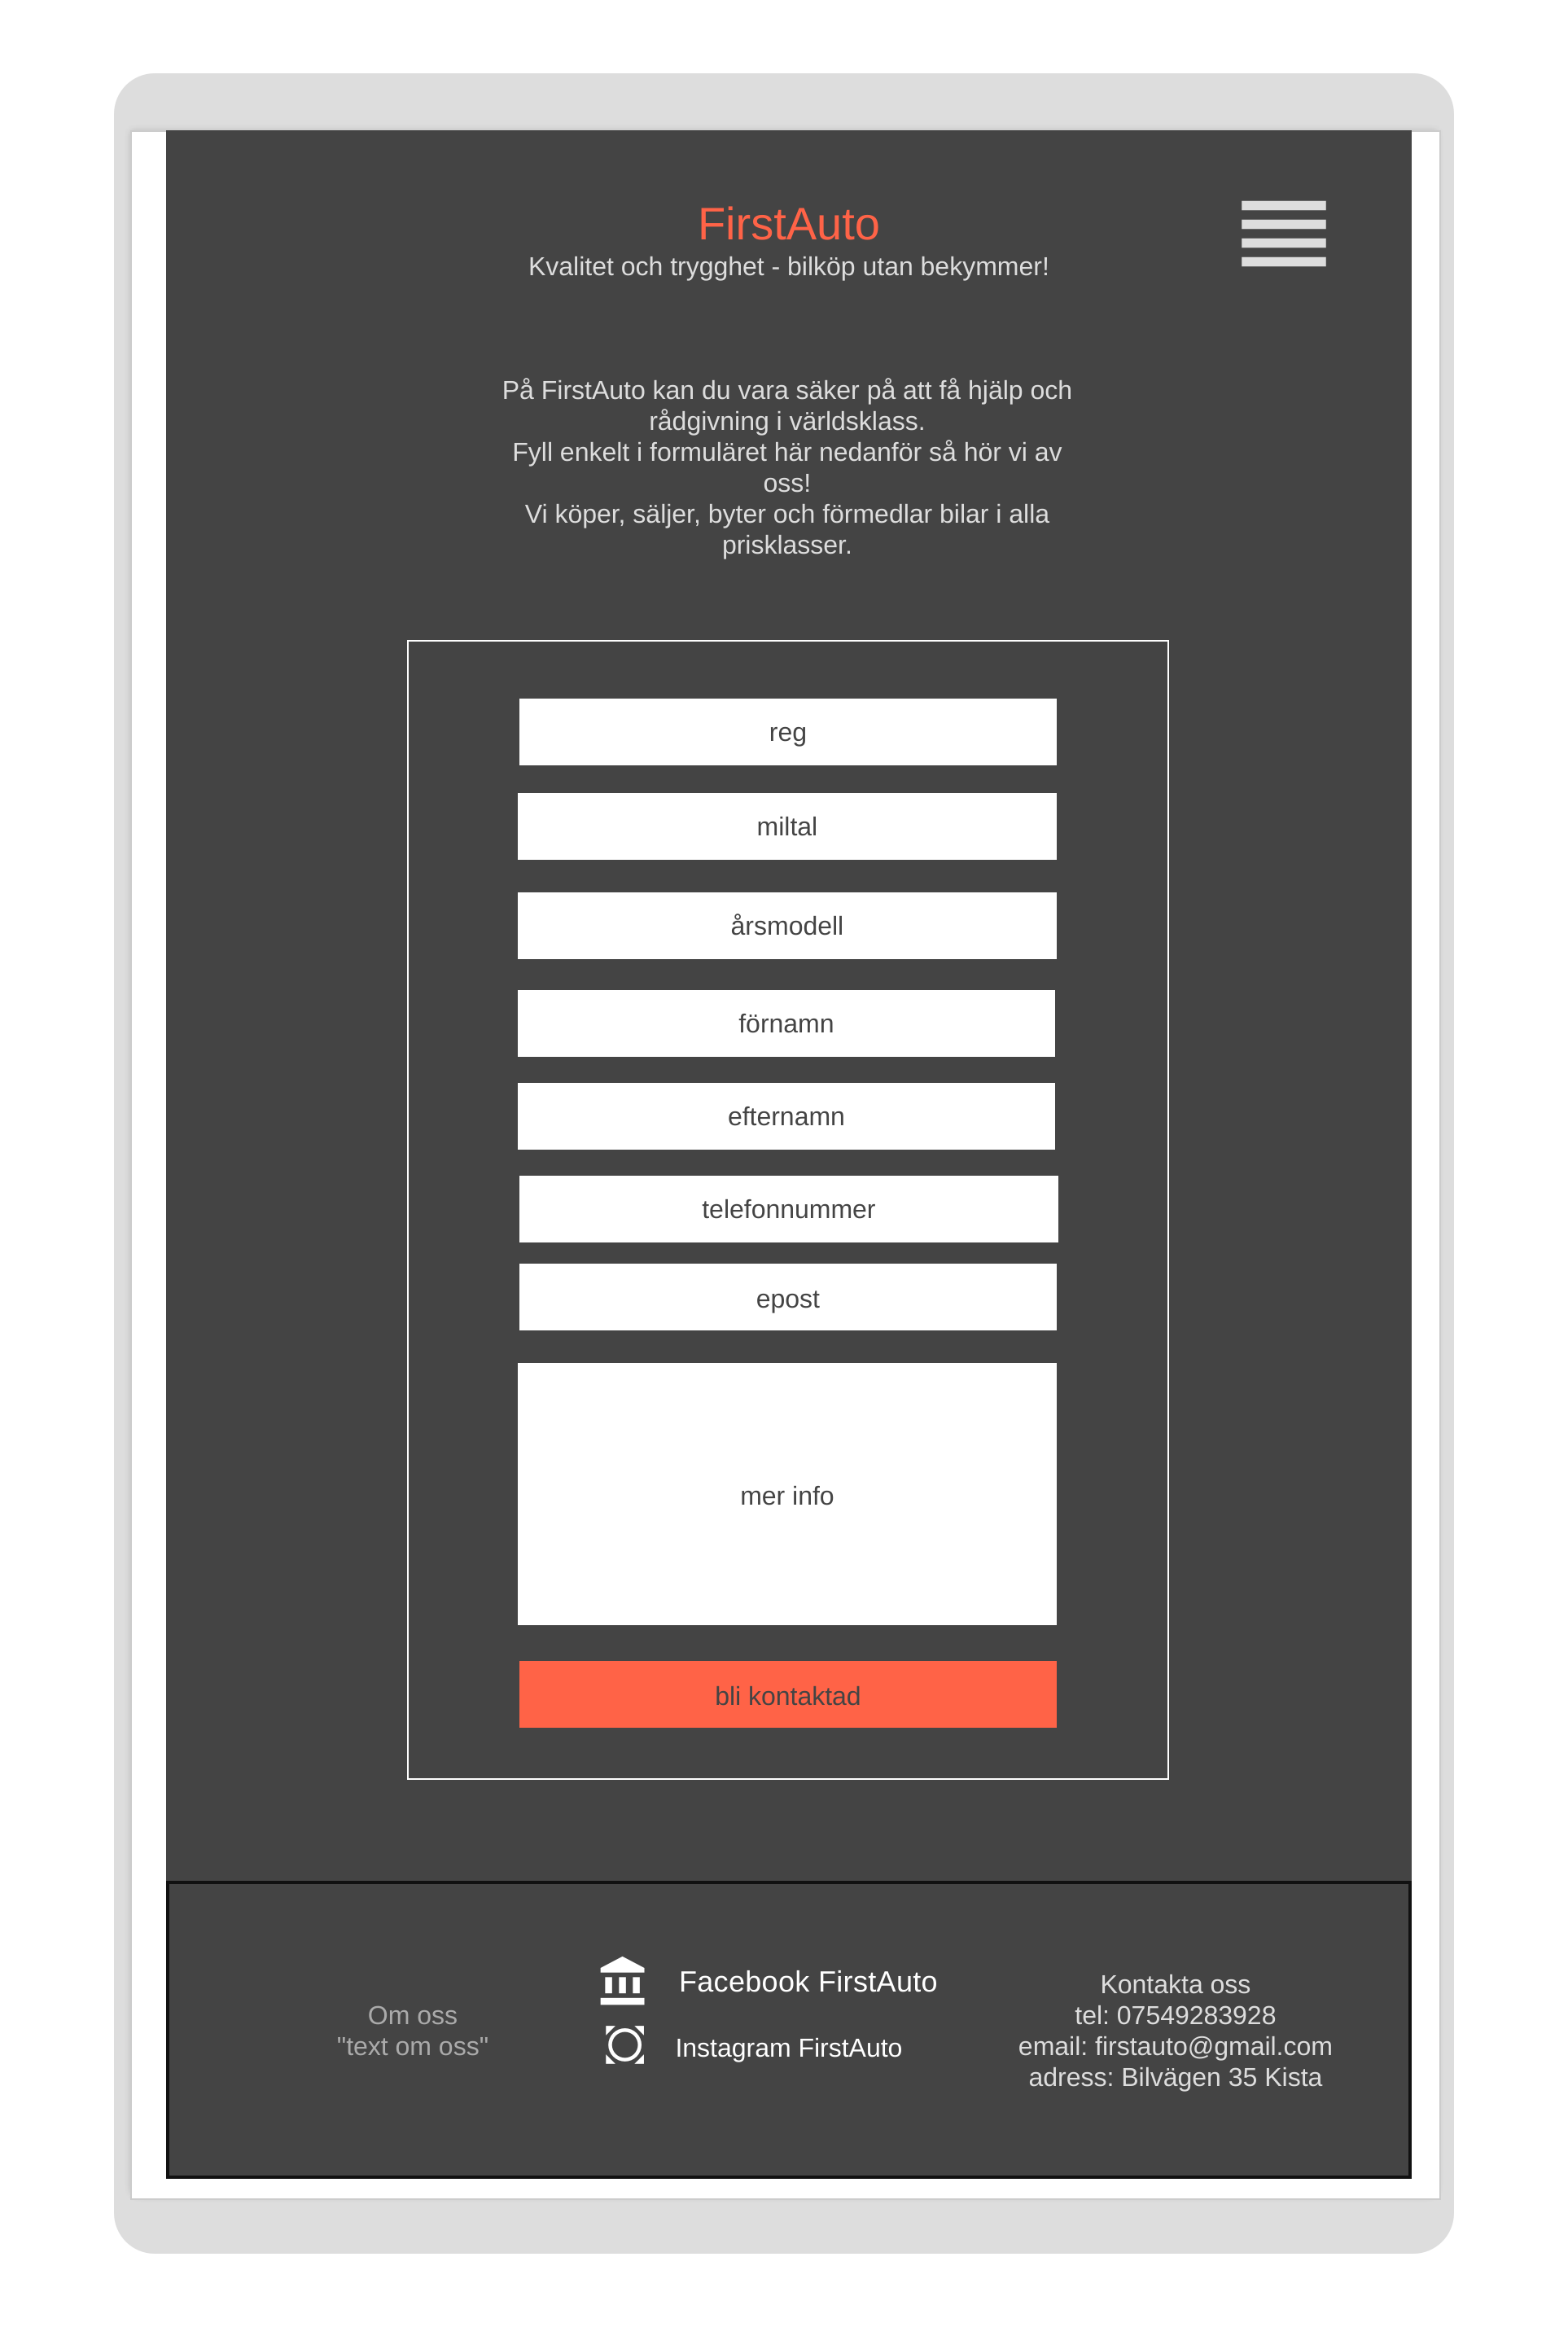 FirstAuto
Kvalitet och trygghet - bilköp utan bekymmer!
På FirstAuto kan du vara säker på att få hjälp och
rådgivning i världsklass.
Fyll enkelt i formuläret här nedanför så hör vi av
oss!
Vi köper, säljer, byter och förmedlar bilar i alla
prisklasser.
reg
miltal
årsmodell
förnamn
efternamn
telefonnummer
epost
mer info
bli kontaktad
Om oss
"text om oss"
Facebook FirstAuto
Instagram FirstAuto
Kontakta oss
tel: 07549283928
email: firstauto@gmail.com
adress: Bilvägen 35 Kista